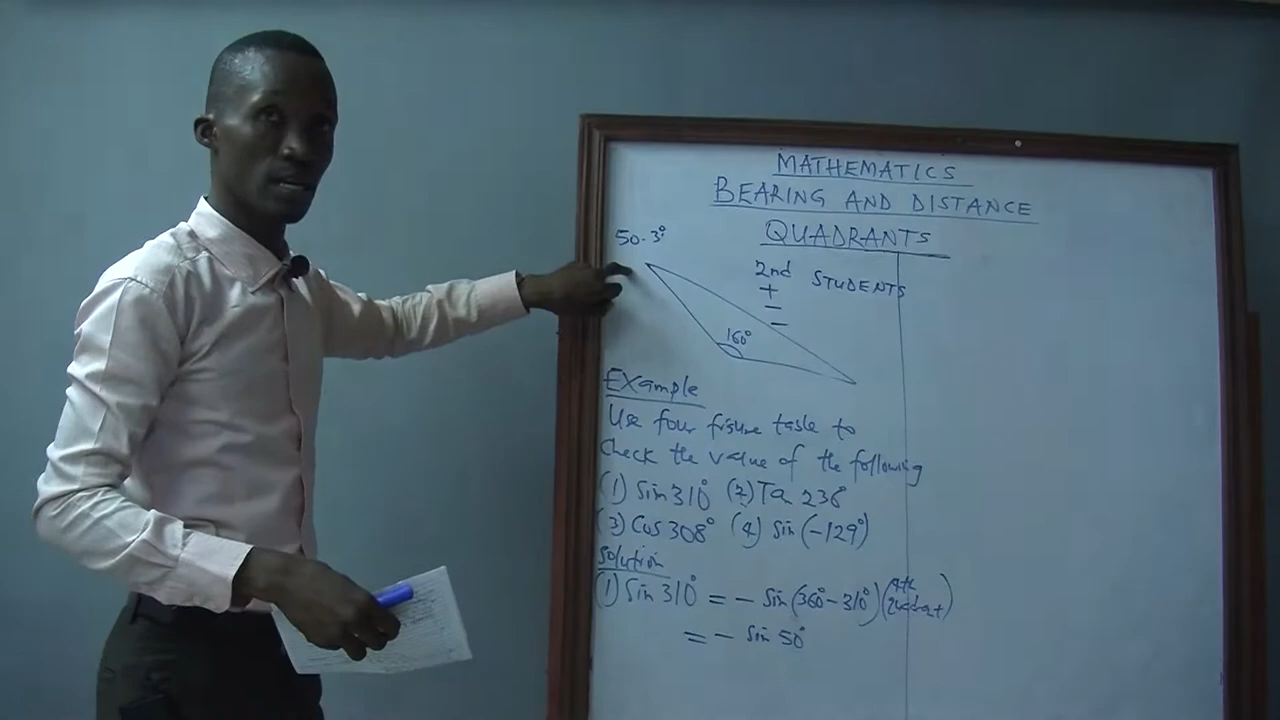 MATHEMATICS
BEARING AND DISTANCE
QUADRANTS
50.3°
2nd STUDENTS
+
-
-
160°
Example
Use four figure table to
Check the value of the following
(1) Sin 310° (2) Tan 236°
(3) Cos 308° (4) Sin (-129°)
Solution
(1) Sin 310° = - Sin (360° - 310°) (4th
= - Sin 50°